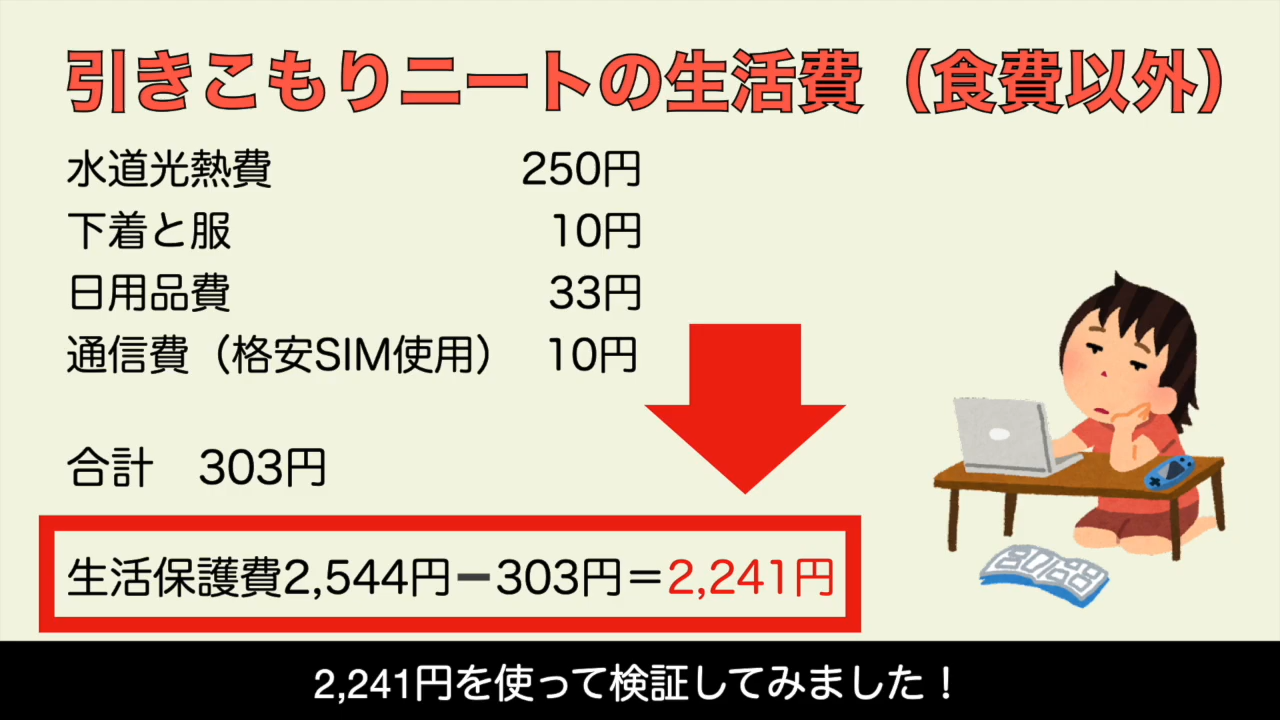 引きこもりニートの生活費（食費以外）
水道光熱費 250円
下着と服 10円
日用品費 33円
通信費（格安SIM使用） 10円
合計 303円
生活保護費2,544円ー303円＝2,241円
2,241円を使って検証してみました！